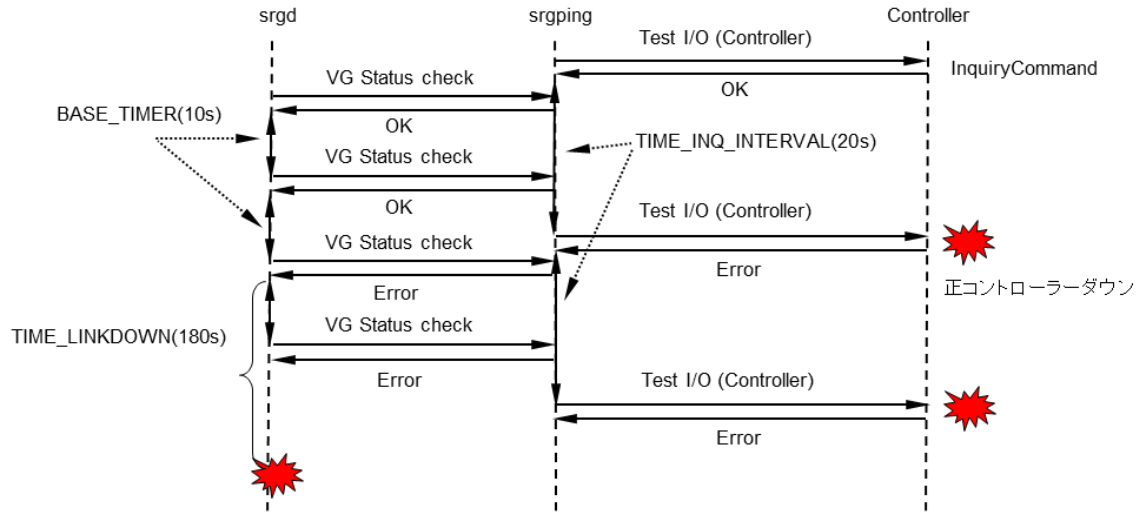 srgd
srgping
Controller
Test I/O (Controller)
InquiryCommand
VG Status check
OK
BASE_TIMER(10s)
OK
TIME_INQ_INTERVAL(20s)
VG Status check
OK
Test I/O (Controller)
VG Status check
Error
Error
正コントローラーダウン
TIME_LINKDOWN(180s)
VG Status check
Error
Test I/O (Controller)
Error